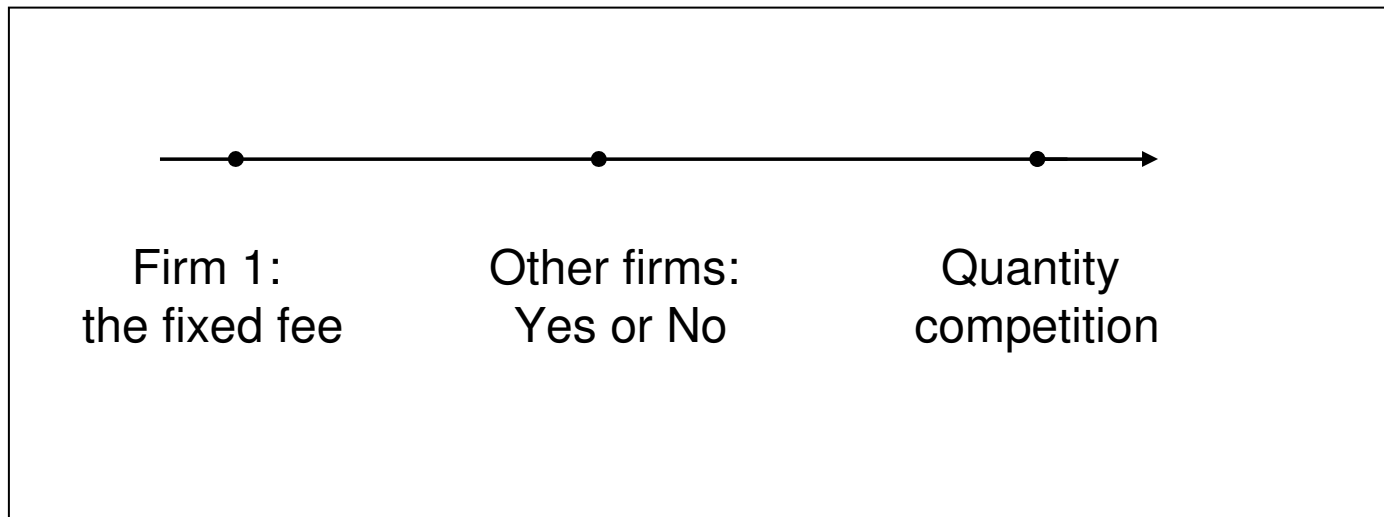 Firm 1:
the fixed fee
Other firms:
Yes or No
Quantity
competition